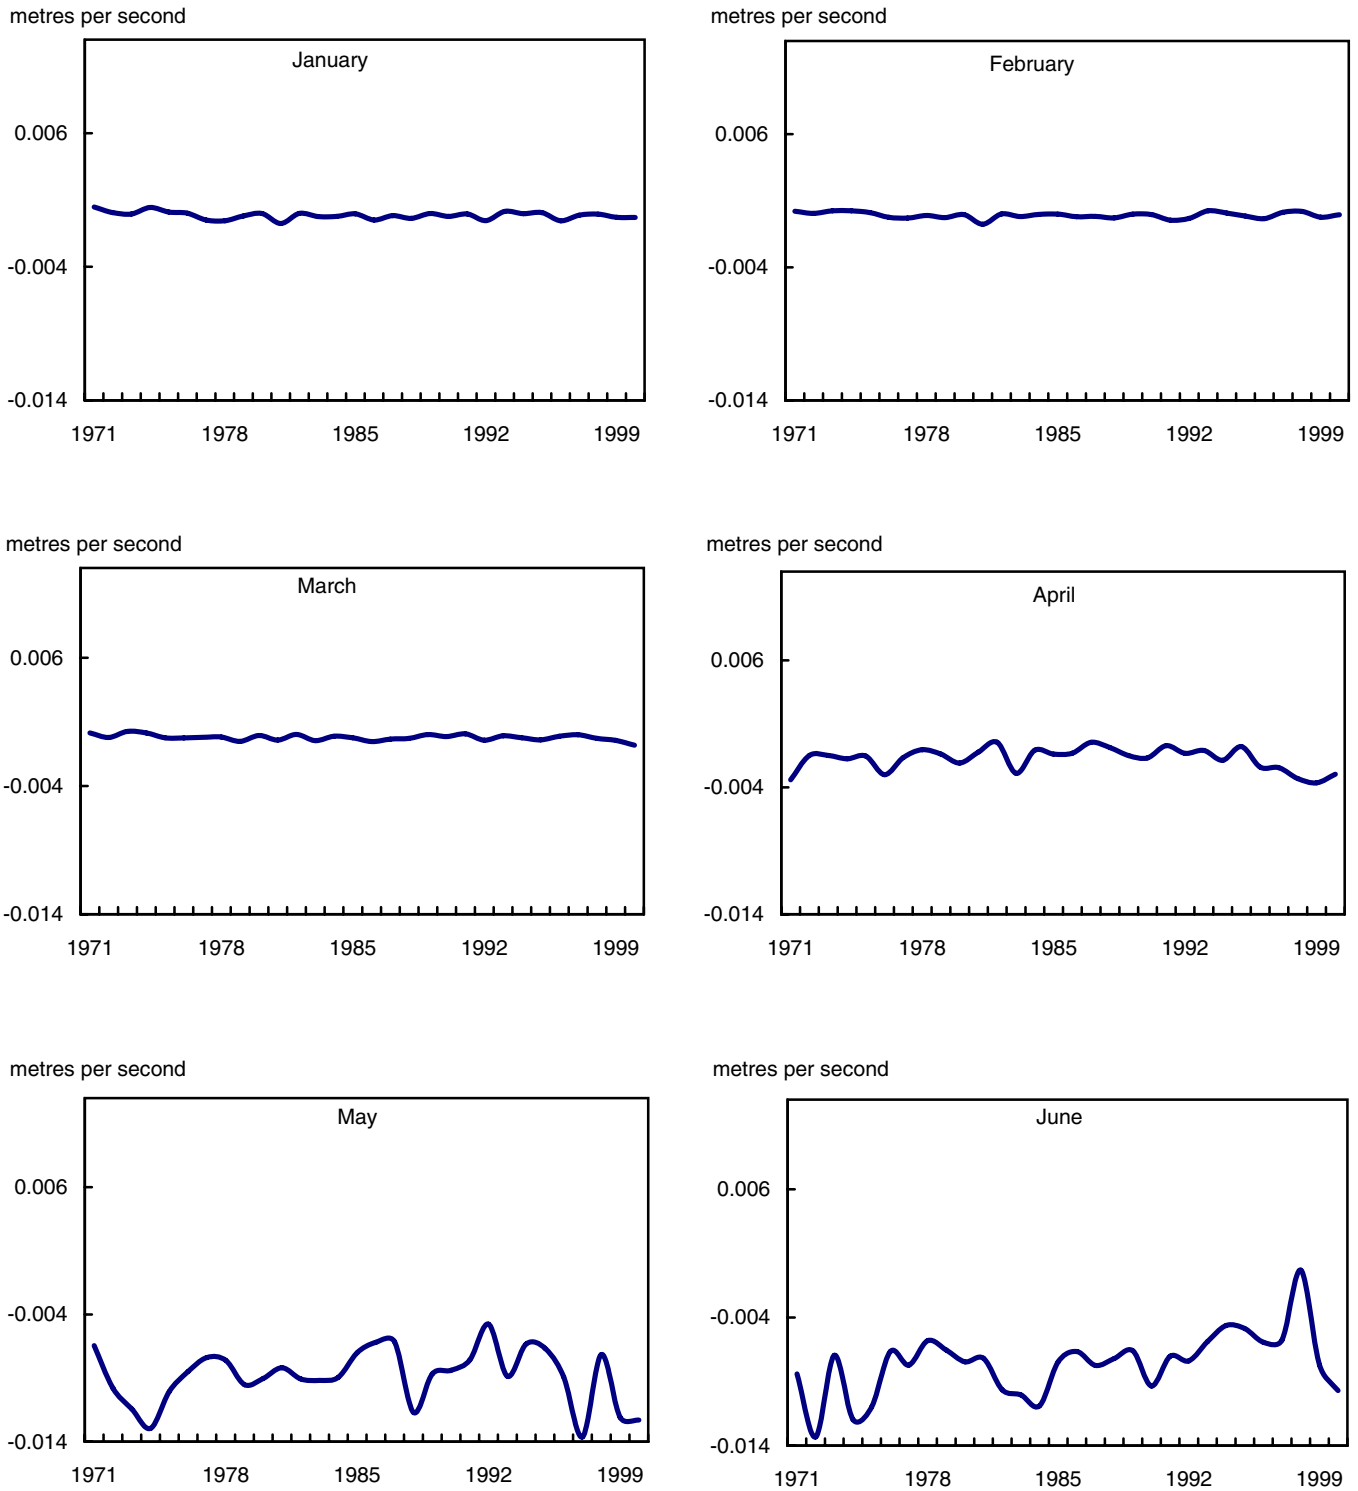 metres per second
January
0.006
-0.004
-0.014
1971 1978 1985 1992 1999
metres per second
February
0.006
-0.004
-0.014
1971 1978 1985 1992 1999
metres per second
March
0.006
-0.004
-0.014
1971 1978 1985 1992 1999
metres per second
April
0.006
-0.004
-0.014
1971 1978 1985 1992 1999
metres per second
May
0.006
-0.004
-0.014
1971 1978 1985 1992 1999
metres per second
June
0.006
-0.004
-0.014
1971 1978 1985 1992 1999